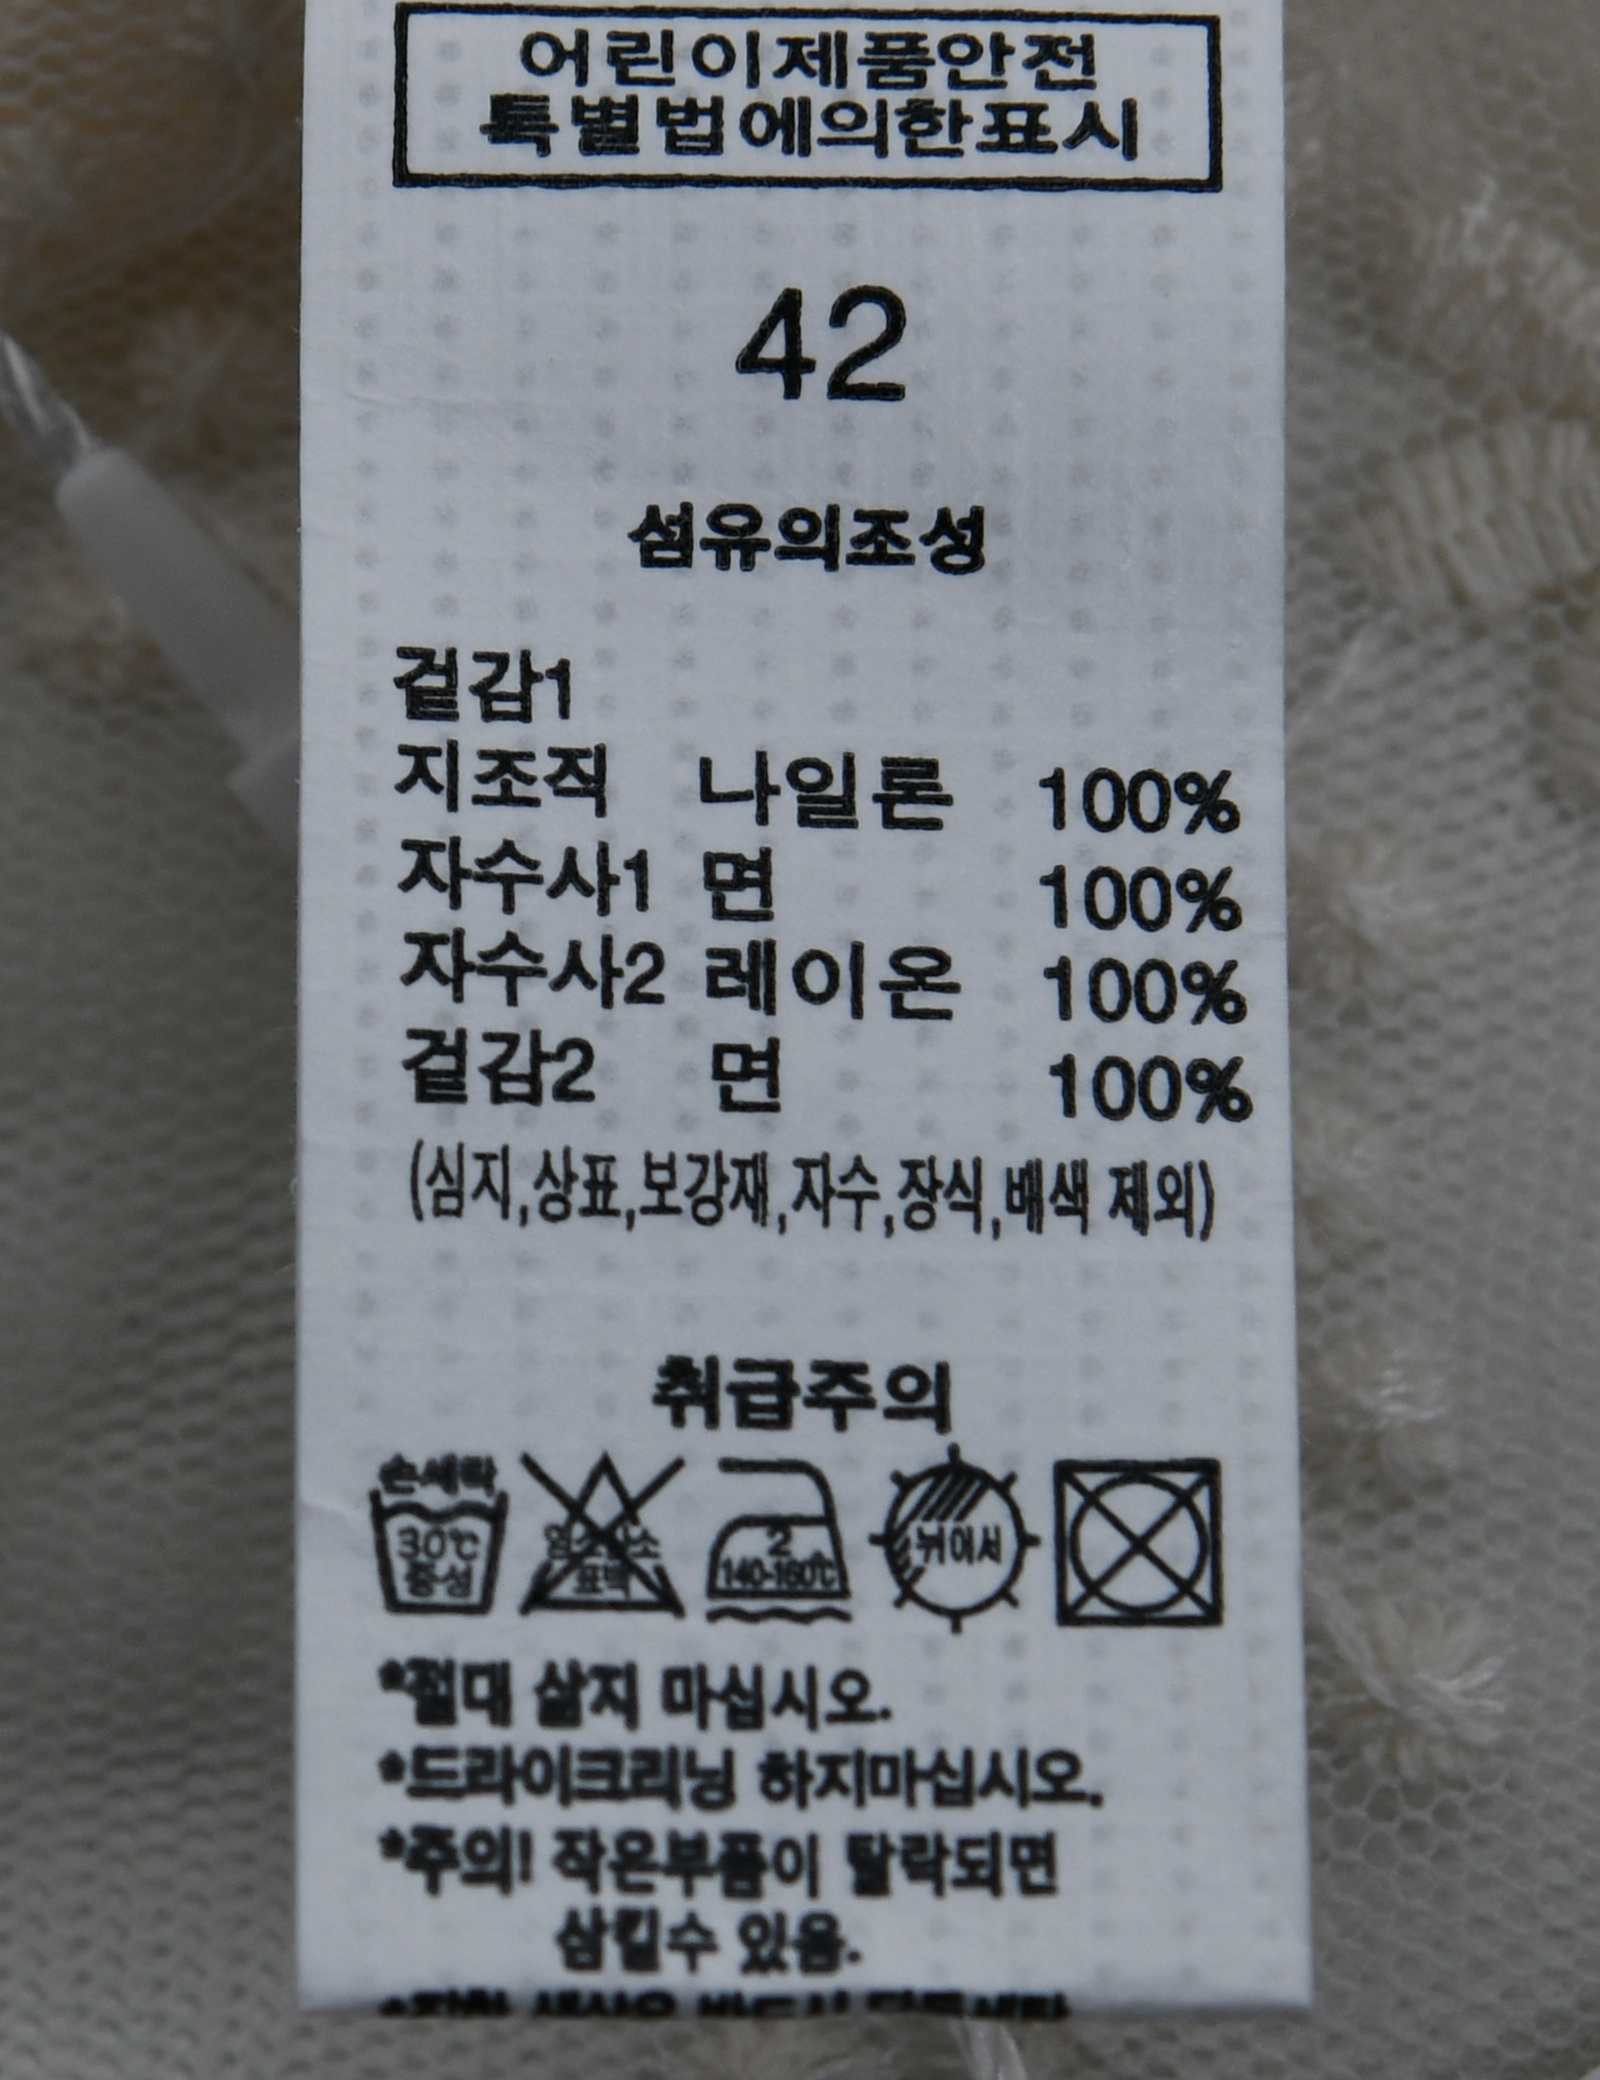 어린이제품안전
특별법에의한표시
42
섬유의조성
겉감1
지조직 나일론 100%
자수사1 면 100%
자수사2 레이온 100%
겉감2 면 100%
(심지,상표,보강재,자수,장식,배색 제외)
취급주의
손세탁
30℃
중성
염소산소
표백
2
140-160℃
뉘어서
*절대 삶지 마십시오.
*드라이크리닝 하지마십시오.
*주의! 작은부품이 탈락되면
삼킬수 있음.